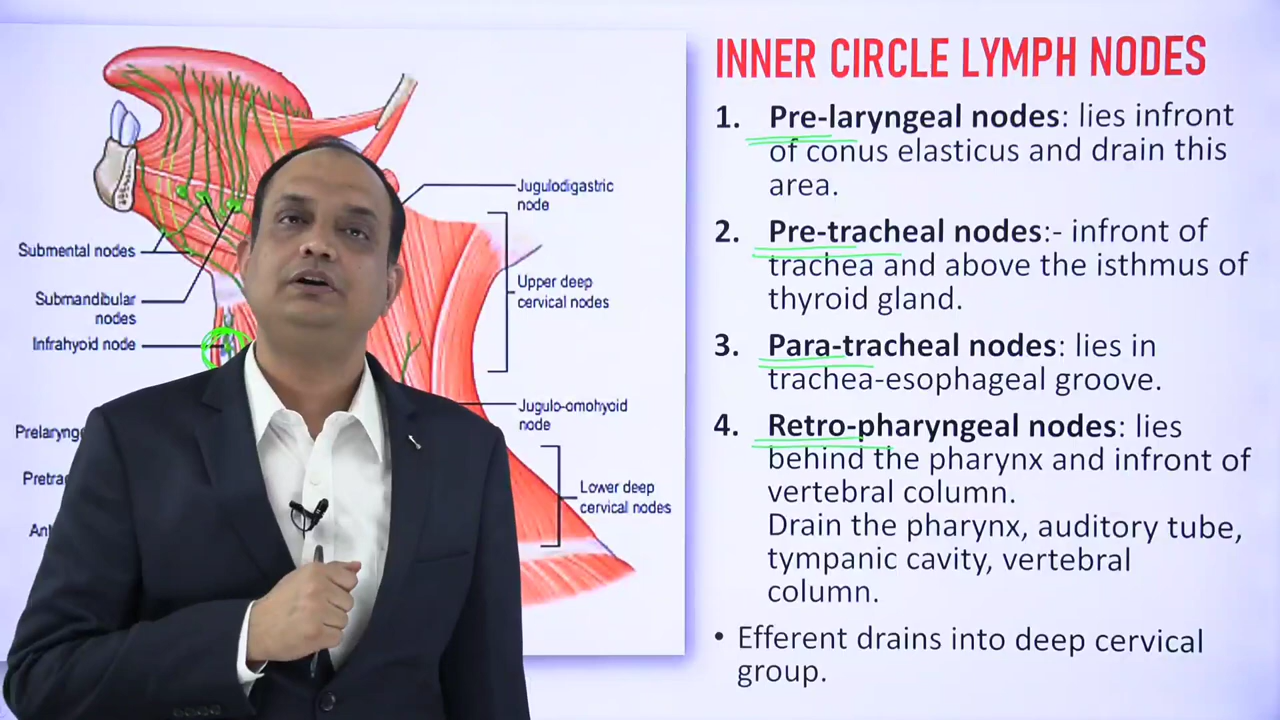 INNER CIRCLE LYMPH NODES
1. Pre-laryngeal nodes: lies infront
of conus elasticus and drain this
area.
2. Pre-tracheal nodes:- infront of
trachea and above the isthmus of
thyroid gland.
3. Para-tracheal nodes: lies in
trachea-esophageal groove.
4. Retro-pharyngeal nodes: lies
behind the pharynx and infront of
vertebral column.
Drain the pharynx, auditory tube,
tympanic cavity, vertebral
column.
• Efferent drains into deep cervical
group.
Submental nodes
Submandibular
nodes
Infrahyoid node
Jugulodigastric
node
Upper deep
cervical nodes
Jugulo-omohyoid
node
Lower deep
cervical nodes